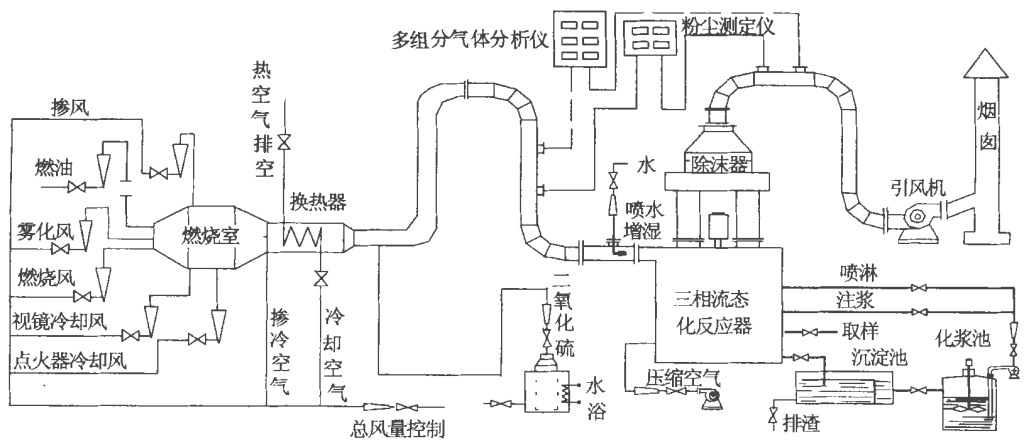 多组分气体分析仪
粉尘测定仪
热空气排空
掺风
燃油
雾化风
燃烧风
视镜冷却风
点火器冷却风
燃烧室
换热器
掺冷空气
冷却空气
总风量控制
二氧化硫
水浴
水
喷水
增湿
除沫器
三相流态
化反应器
压缩空气
引风机
烟囱
喷淋
注浆
取样
沉淀池
化浆池
排渣